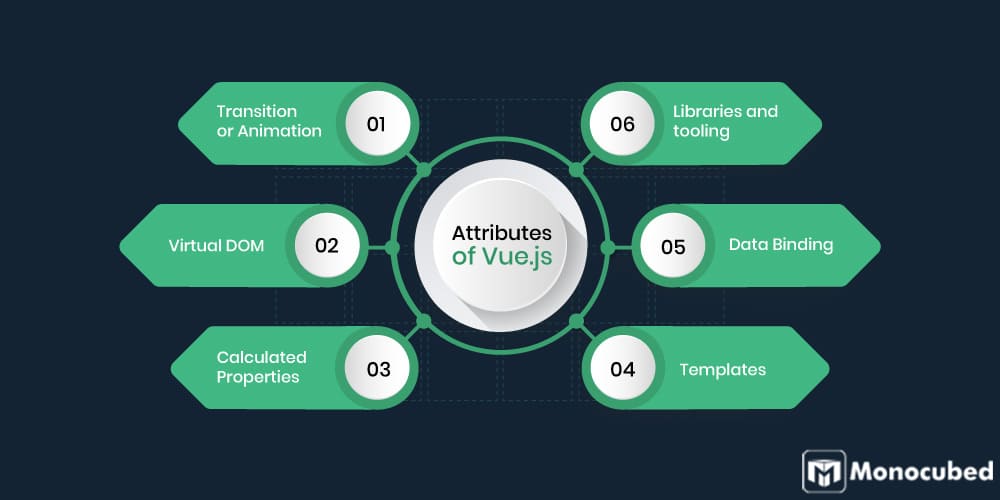 Attributes
of Vue.js
01
Transition
or Animation
02
Virtual DOM
03
Calculated
Properties
04
Templates
05
Data Binding
06
Libraries and
tooling
Monocubed